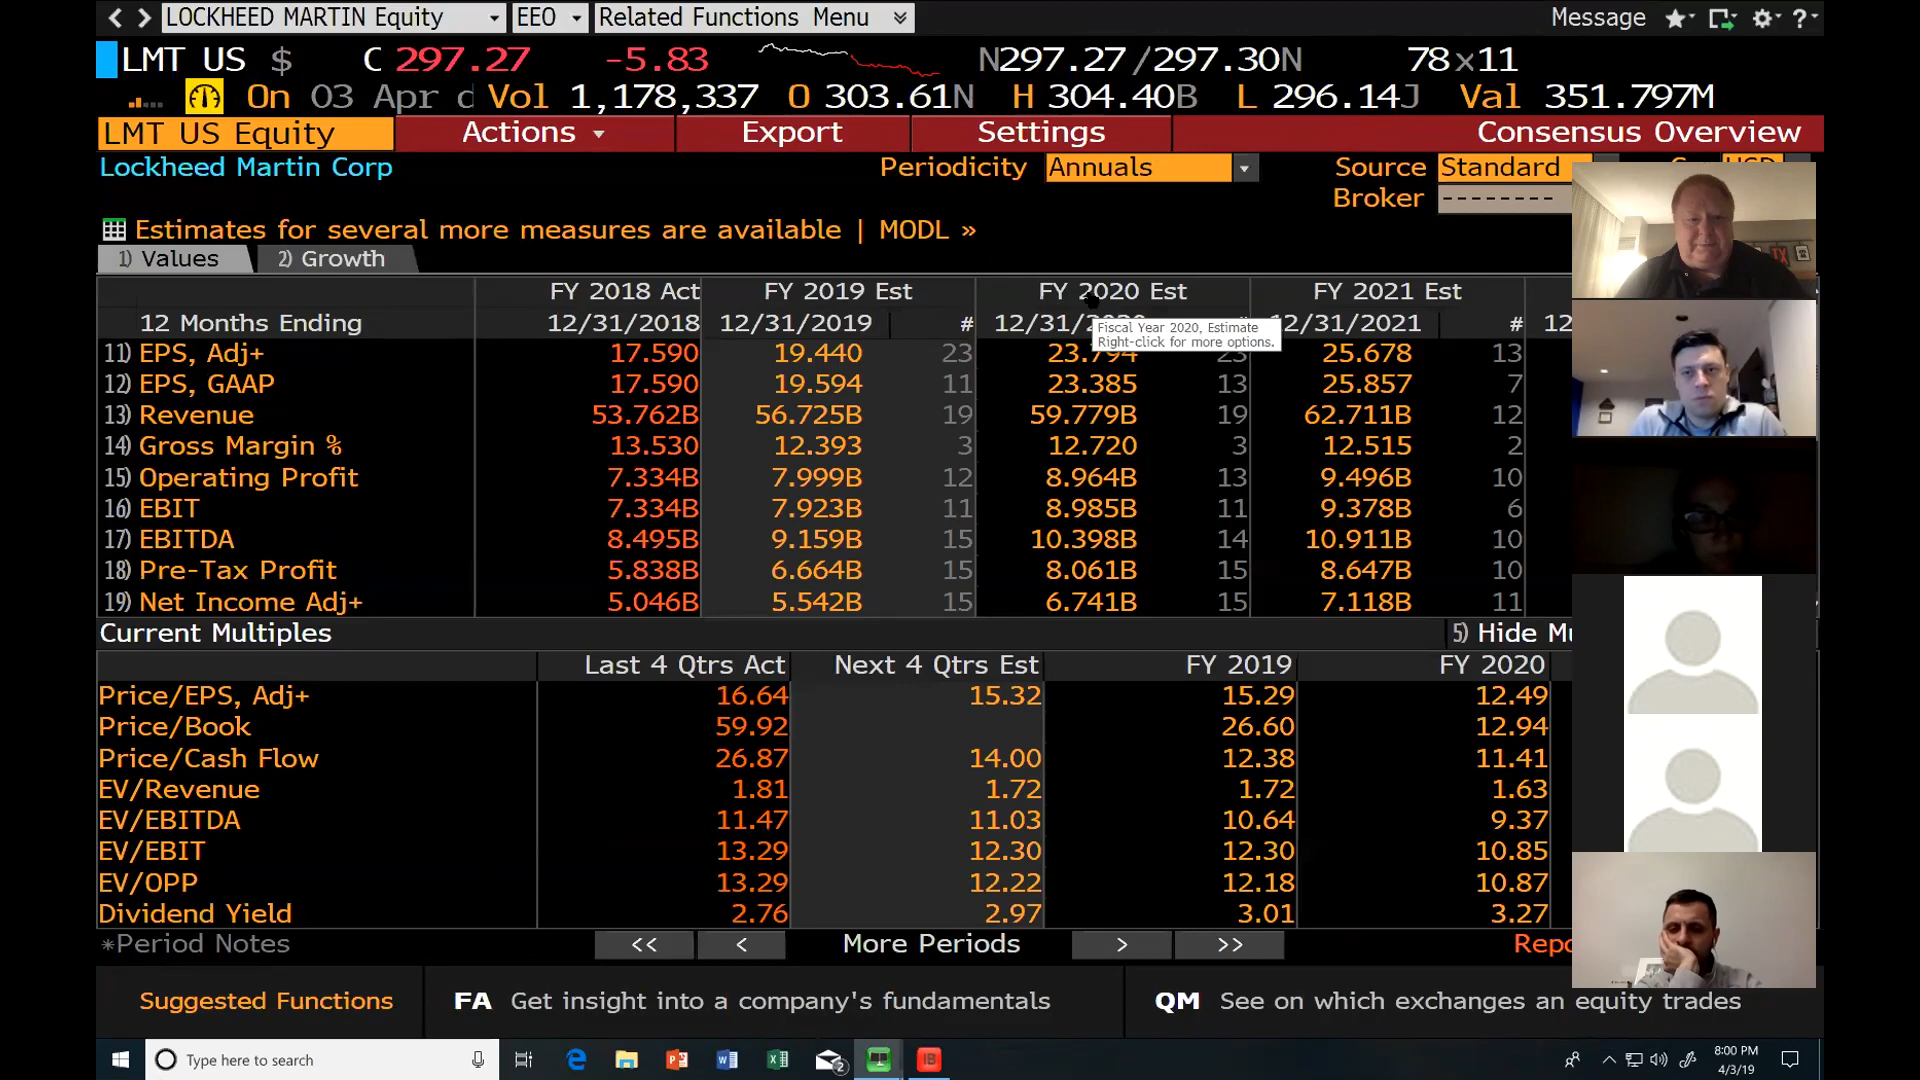 LOCKHEED MARTIN Equity EEO Related Functions Menu Message
LMT US $ C 297.27 -5.83 N297.27/297.30N 78x11
On 03 Apr d Vol 1,178,337 O 303.61N H 304.40B L 296.14J Val 351.797M
LMT US Equity Actions Export Settings Consensus Overview
Lockheed Martin Corp Periodicity Annuals Source Standard
Broker --------
Estimates for several more measures are available | MODL »
1) Values 2) Growth
FY 2018 Act FY 2019 Est FY 2020 Est FY 2021 Est
12 Months Ending 12/31/2018 12/31/2019 # 12/31/2020 12/31/2021 # 12
Fiscal Year 2020, Estimate
Right-click for more options.
11) EPS, Adj+ 17.590 19.440 23 23.794 23 25.678 13
12) EPS, GAAP 17.590 19.594 11 23.385 13 25.857 7
13) Revenue 53.762B 56.725B 19 59.779B 19 62.711B 12
14) Gross Margin % 13.530 12.393 3 12.720 3 12.515 2
15) Operating Profit 7.334B 7.999B 12 8.964B 13 9.496B 10
16) EBIT 7.334B 7.923B 11 8.985B 11 9.378B 6
17) EBITDA 8.495B 9.159B 15 10.398B 14 10.911B 10
18) Pre-Tax Profit 5.838B 6.664B 15 8.061B 15 8.647B 10
19) Net Income Adj+ 5.046B 5.542B 15 6.741B 15 7.118B 11
Current Multiples 5) Hide Mu
Last 4 Qtrs Act Next 4 Qtrs Est FY 2019 FY 2020
Price/EPS, Adj+ 16.64 15.32 15.29 12.49
Price/Book 59.92 26.60 12.94
Price/Cash Flow 26.87 14.00 12.38 11.41
EV/Revenue 1.81 1.72 1.72 1.63
EV/EBITDA 11.47 11.03 10.64 9.37
EV/EBIT 13.29 12.30 12.30 10.85
EV/OPP 13.29 12.22 12.18 10.87
Dividend Yield 2.76 2.97 3.01 3.27
*Period Notes << < More Periods > >> Repo
Suggested Functions FA Get insight into a company's fundamentals QM See on which exchanges an equity trades
Type here to search 2 IB 8:00 PM
4/3/19